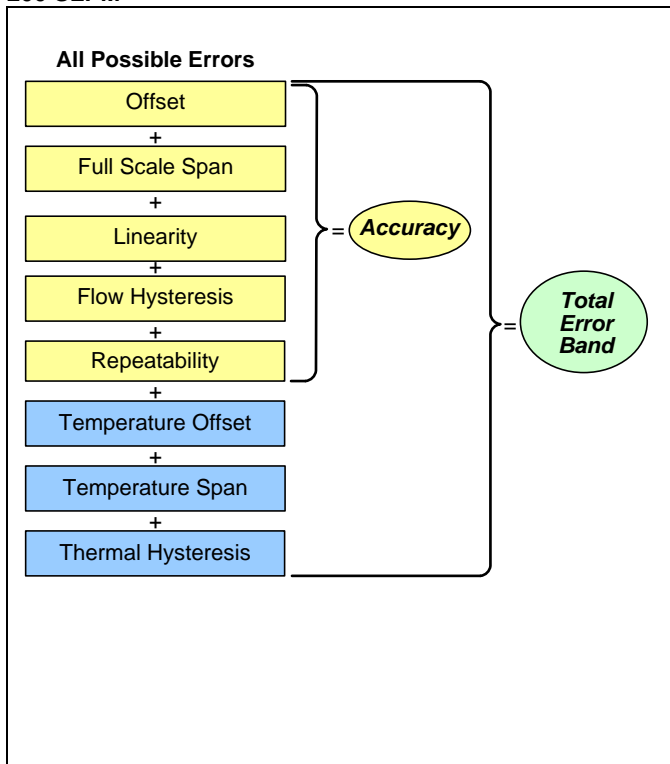 All Possible Errors
Offset
+
Full Scale Span
+
Linearity
+
Flow Hysteresis
+
Repeatability
+
Temperature Offset
+
Temperature Span
+
Thermal Hysteresis
= Accuracy
= Total
Error
Band